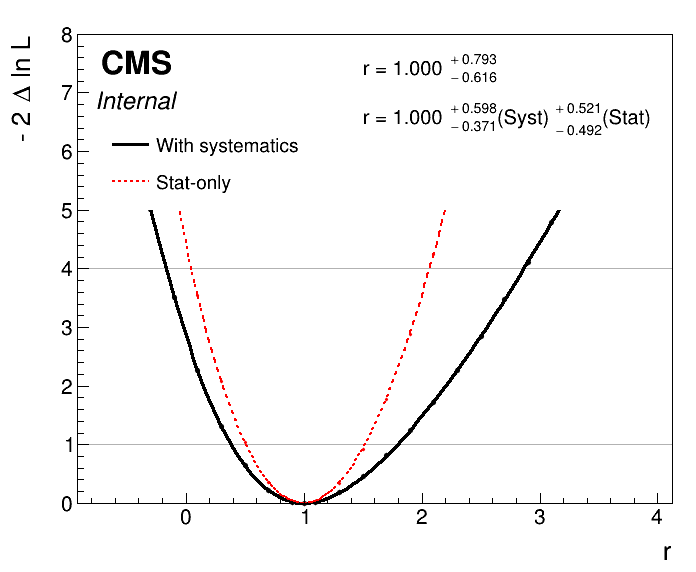 - 2 Δ ln L
8
7
6
5
4
3
2
1
0
CMS
Internal
With systematics
Stat-only
r = 1.000 +0.793 −0.616
r = 1.000 +0.598 −0.371(Syst) +0.521 −0.492(Stat)
0 1 2 3 4
r